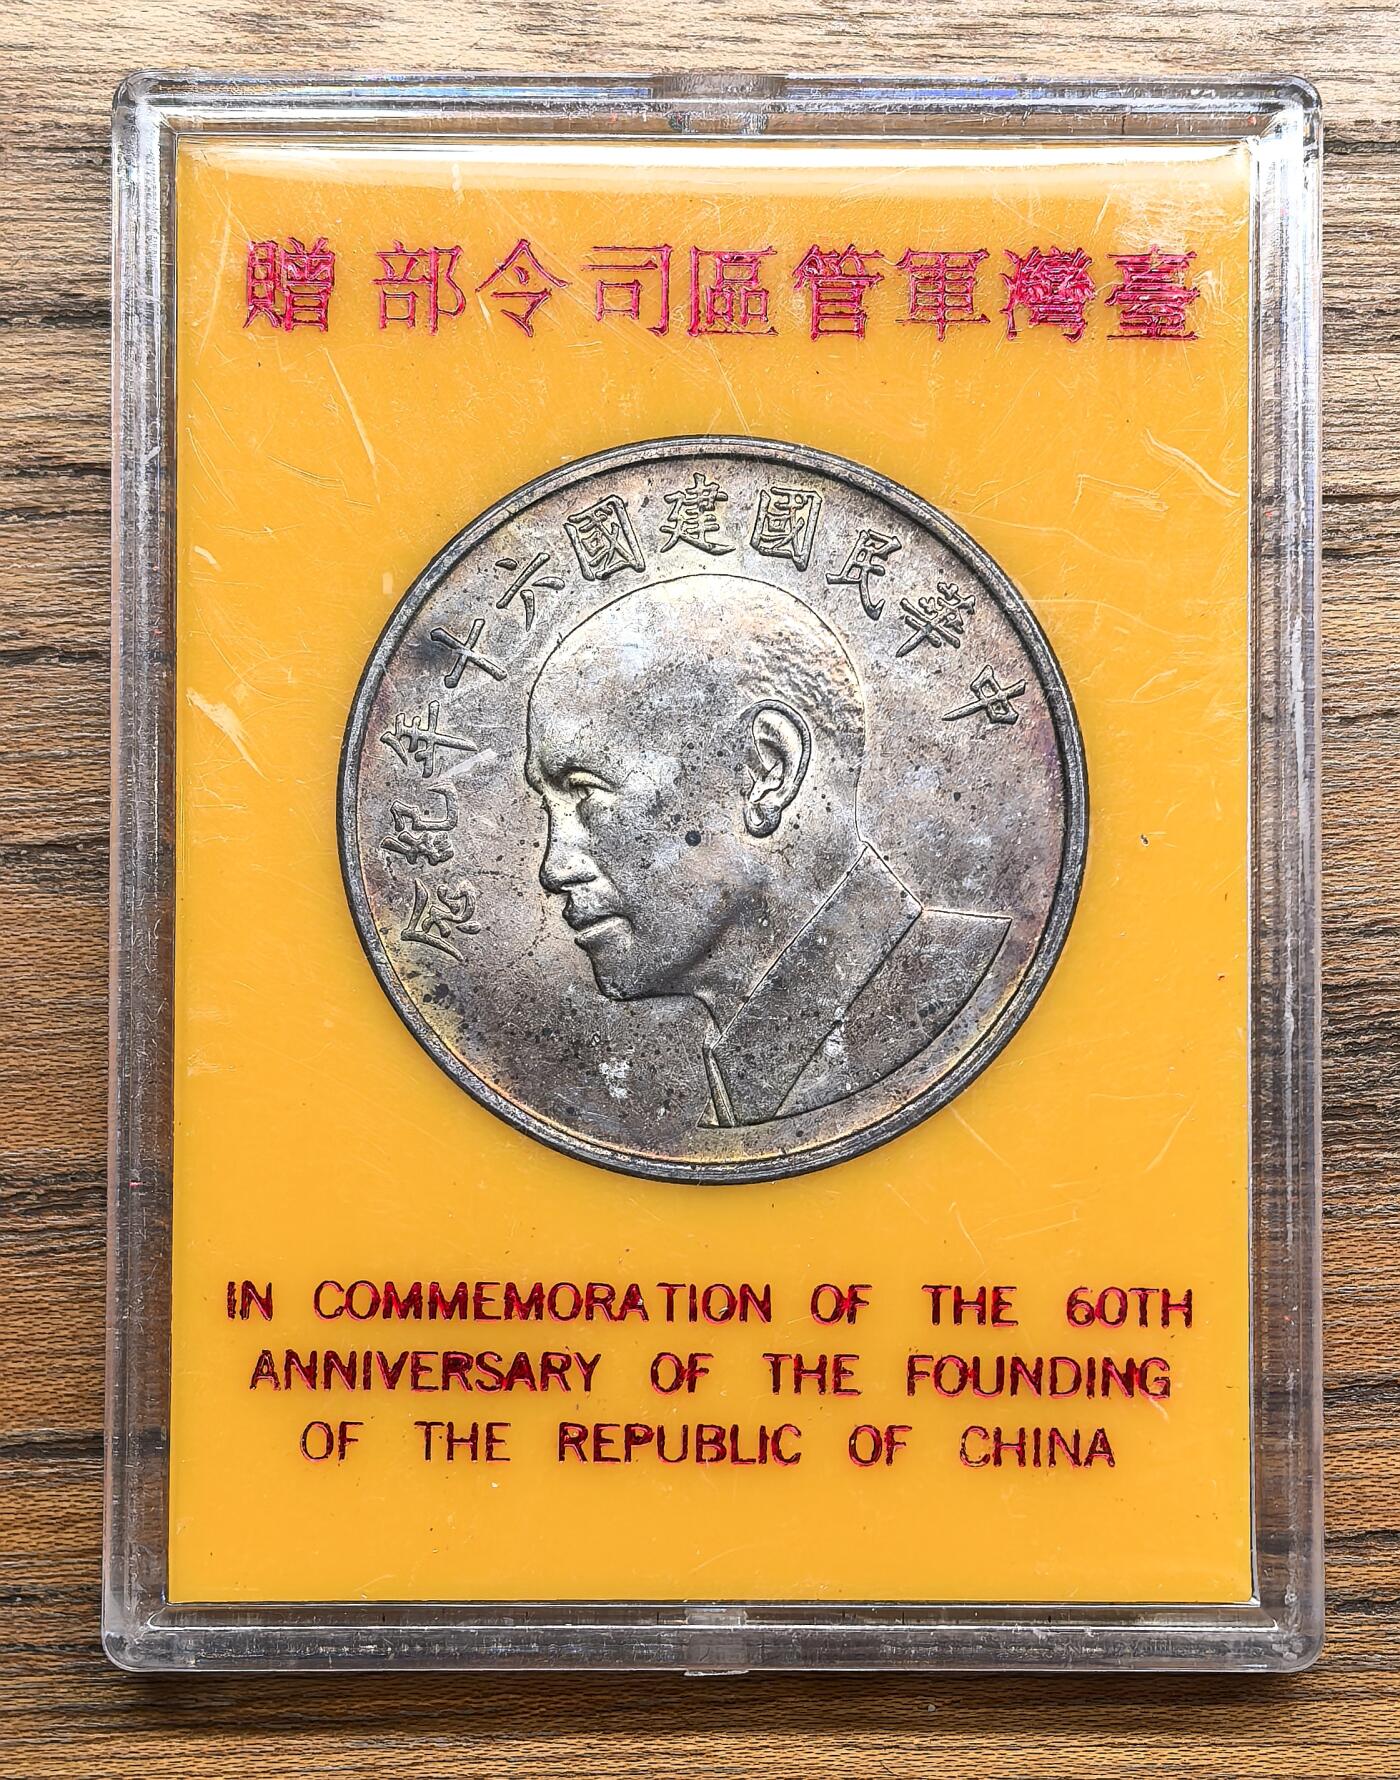 臺灣軍管區司令部 贈
中華民國建國六十年紀念
IN COMMEMORATION OF THE 60TH
ANNIVERSARY OF THE FOUNDING
OF THE REPUBLIC OF CHINA